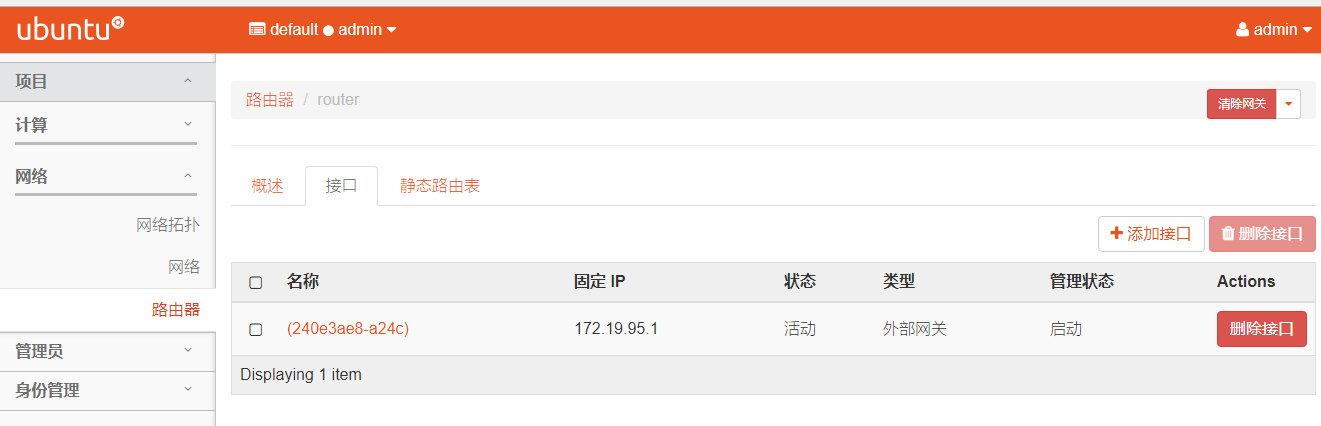 ubuntu
default admin
admin
项目
计算
网络
网络拓扑
网络
路由器
管理员
身份管理
路由器 / router
清除网关
概述 接口 静态路由表
添加接口 删除接口
名称 固定 IP 状态 类型 管理状态 Actions
(240e3ae8-a24c) 172.19.95.1 活动 外部网关 启动 删除接口
Displaying 1 item